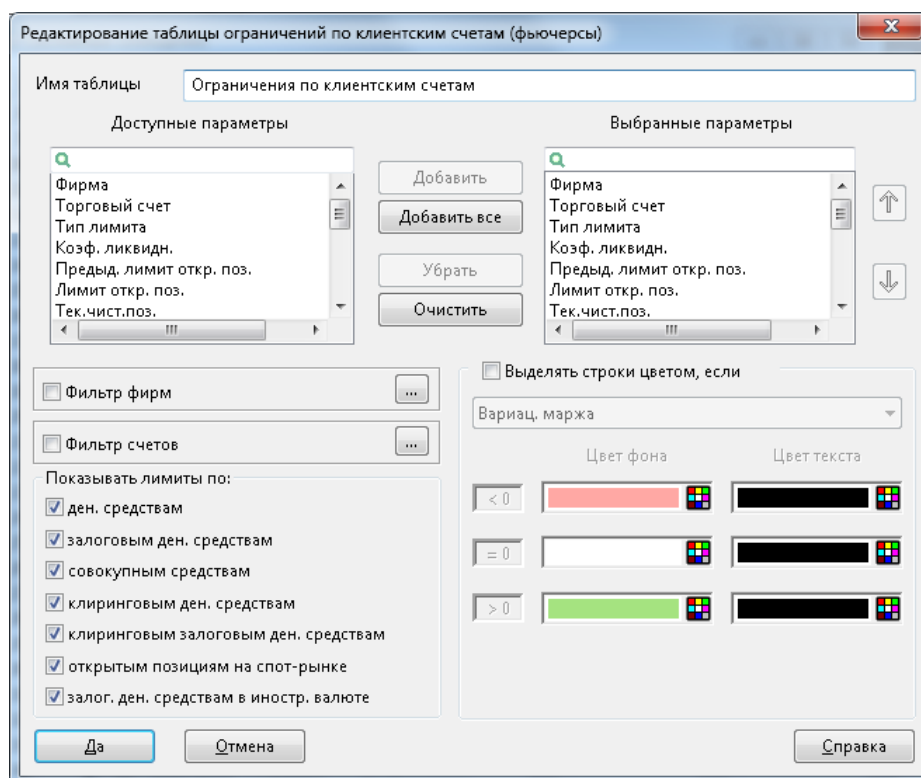 Редактирование таблицы ограничений по клиентским счетам (фьючерсы)
Имя таблицы
Ограничения по клиентским счетам
Доступные параметры
Выбранные параметры
Фирма
Торговый счет
Тип лимита
Коэф. ликвидн.
Предыд. лимит откр. поз.
Лимит откр. поз.
Тек.чист.поз.
Добавить
Добавить все
Убрать
Очистить
Фирма
Торговый счет
Тип лимита
Коэф. ликвидн.
Предыд. лимит откр. поз.
Лимит откр. поз.
Тек.чист.поз.
Фильтр фирм
...
Фильтр счетов
...
Показывать лимиты по:
ден. средствам
залоговым ден. средствам
совокупным средствам
клиринговым ден. средствам
клиринговым залоговым ден. средствам
открытым позициям на спот-рынке
залог. ден. средствам в иностр. валюте
Выделять строки цветом, если
Вариац. маржа
Цвет фона
Цвет текста
< 0
= 0
> 0
Да
Отмена
Справка